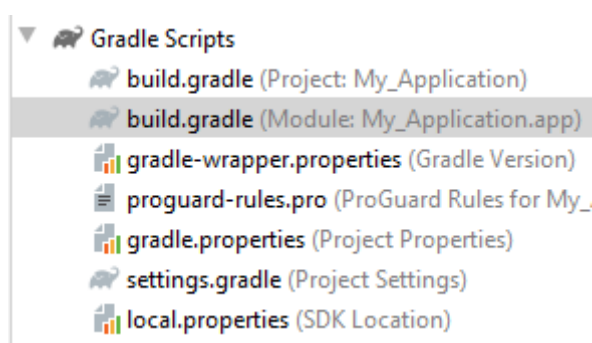 Gradle Scripts
build.gradle (Project: My_Application)
build.gradle (Module: My_Application.app)
gradle-wrapper.properties (Gradle Version)
proguard-rules.pro (ProGuard Rules for My_
gradle.properties (Project Properties)
settings.gradle (Project Settings)
local.properties (SDK Location)